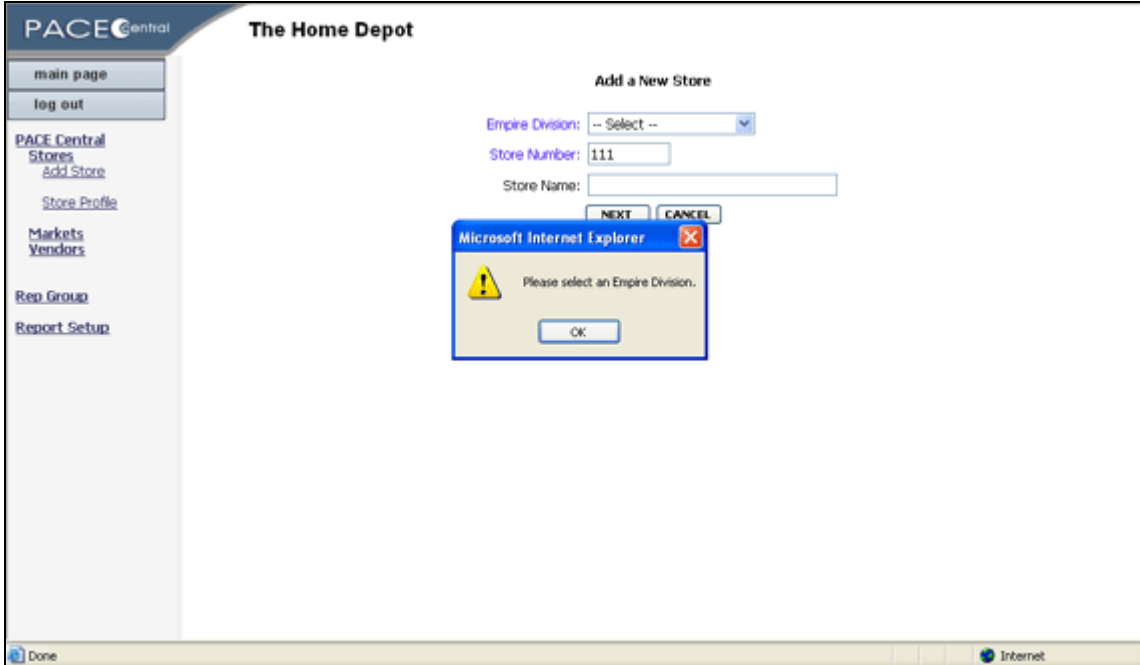 PACE Central
The Home Depot
main page
log out
PACE Central
Stores
Add Store
Store Profile
Markets
Vendors
Rep Group
Report Setup
Add a New Store
Empire Division: -- Select --
Store Number: 111
Store Name:
NEXT CANCEL
Microsoft Internet Explorer
Please select an Empire Division.
OK
Done Internet